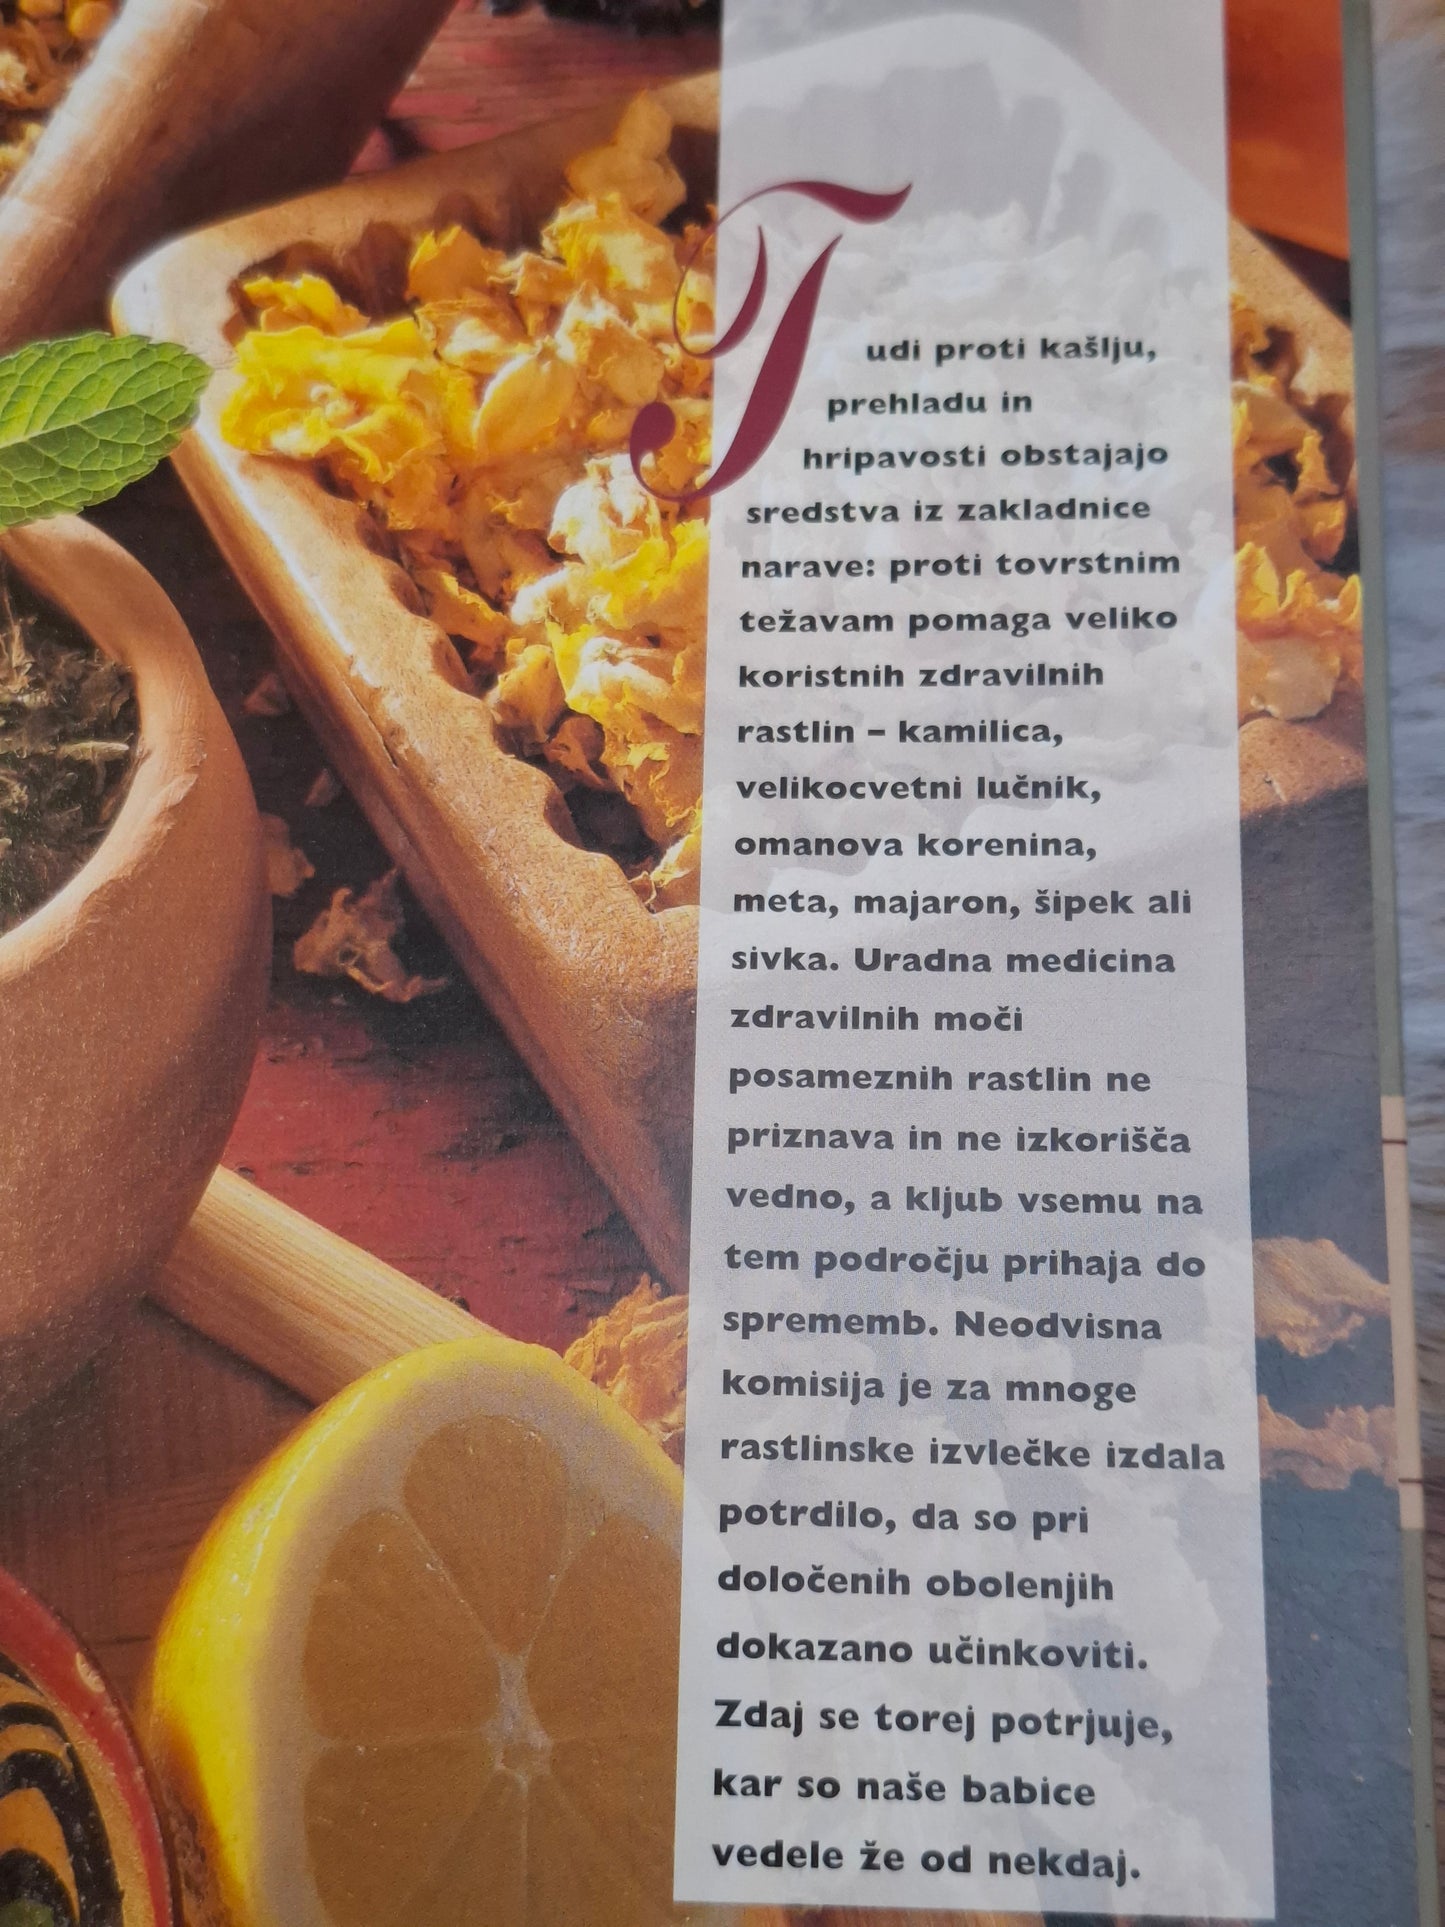 Tudi proti kašlju,
prehladu in
hripavosti obstajajo
sredstva iz zakladnice
narave: proti tovrstnim
težavam pomaga veliko
koristnih zdravilnih
rastlin – kamilica,
velikocvetni lučnik,
omanova korenina,
meta, majaron, šipek ali
sivka. Uradna medicina
zdravilnih moči
posameznih rastlin ne
priznava in ne izkorišča
vedno, a kljub vsemu na
tem področju prihaja do
sprememb. Neodvisna
komisija je za mnoge
rastlinske izvlečke izdala
potrdilo, da so pri
določenih obolenjih
dokazano učinkoviti.
Zdaj se torej potrjuje,
kar so naše babice
vedele že od nekdaj.